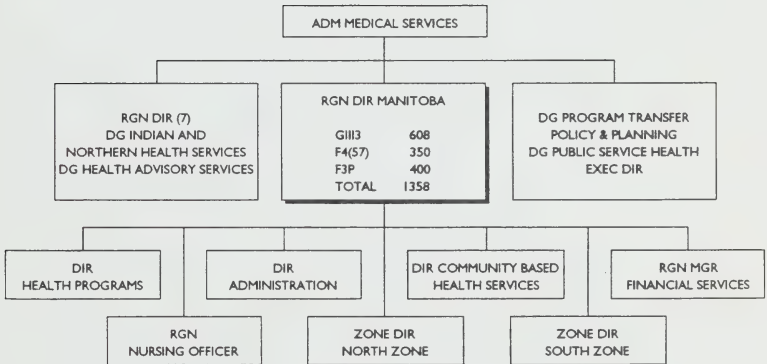 ADM MEDICAL SERVICES
RGN DIR (7)
DG INDIAN AND
NORTHERN HEALTH SERVICES
DG HEALTH ADVISORY SERVICES
RGN DIR MANITOBA
GIII3 608
F4(57) 350
F3P 400
TOTAL 1358
DG PROGRAM TRANSFER
POLICY & PLANNING
DG PUBLIC SERVICE HEALTH
EXEC DIR
DIR
HEALTH PROGRAMS
DIR
ADMINISTRATION
DIR COMMUNITY BASED
HEALTH SERVICES
RGN MGR
FINANCIAL SERVICES
RGN
NURSING OFFICER
ZONE DIR
NORTH ZONE
ZONE DIR
SOUTH ZONE